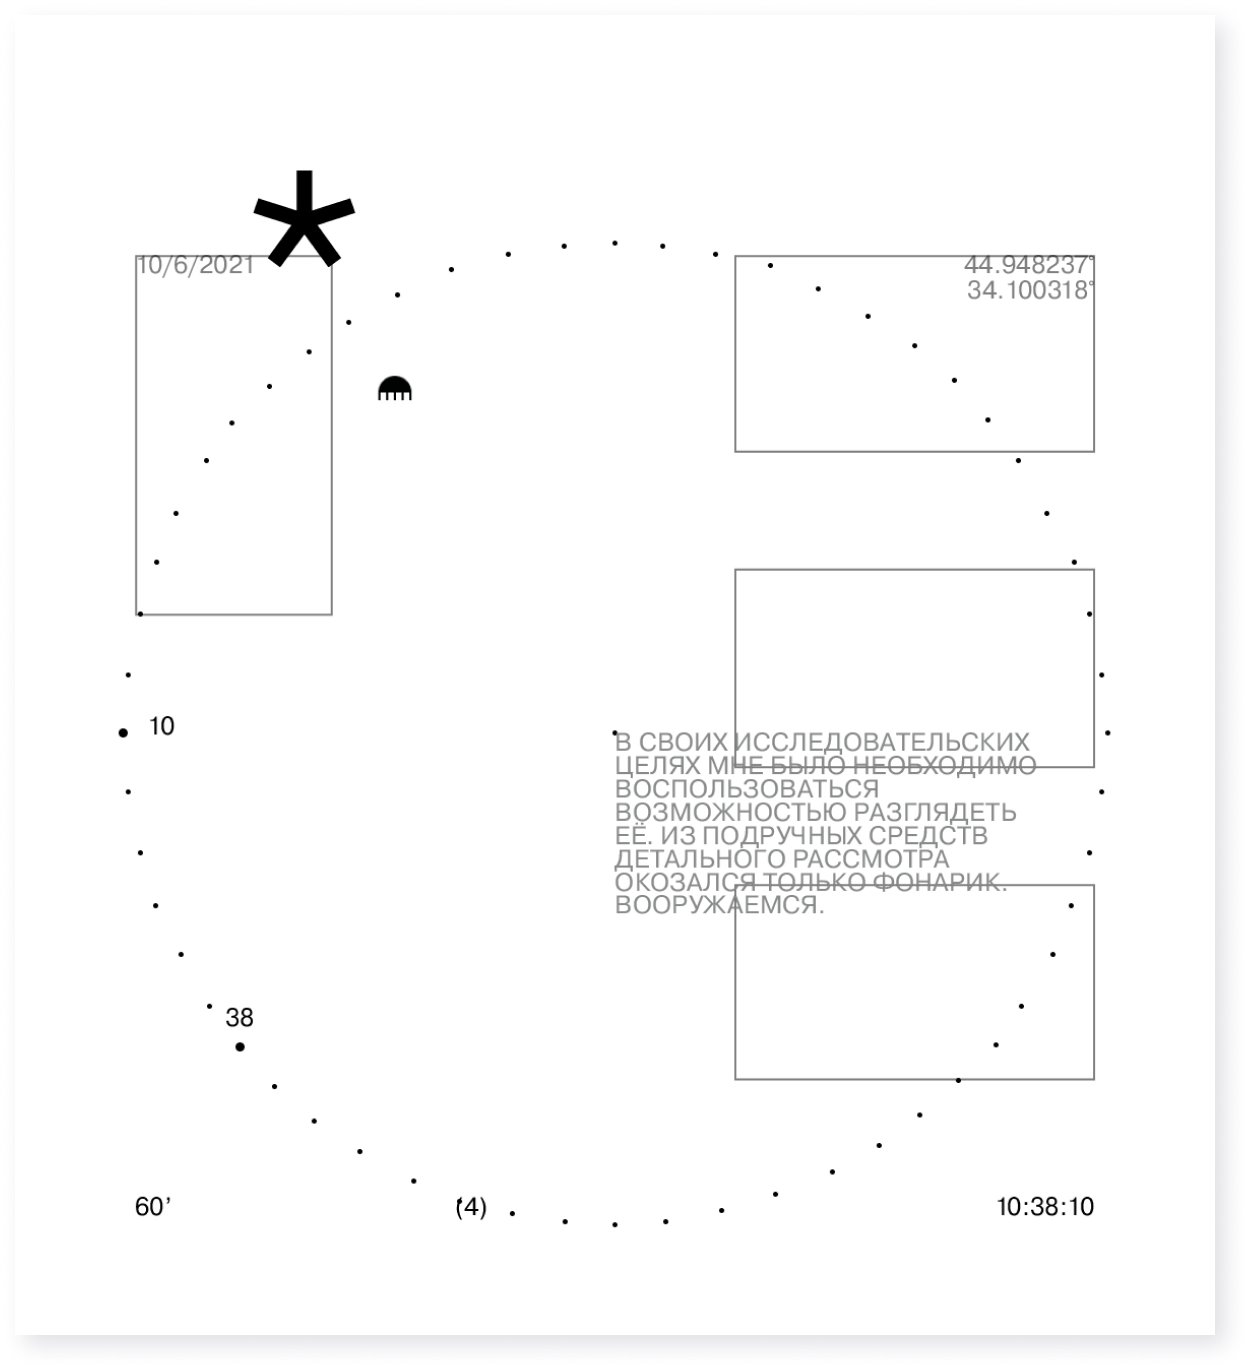 *
10/6/2021
44.948237°
34.100318°
10
В СВОИХ ИССЛЕДОВАТЕЛЬСКИХ
ЦЕЛЯХ МНЕ БЫЛО НЕОБХОДИМО
ВОСПОЛЬЗОВАТЬСЯ
ВОЗМОЖНОСТЬЮ РАЗГЛЯДЕТЬ
ЕЁ. ИЗ ПОДРУЧНЫХ СРЕДСТВ
ДЕТАЛЬНОГО РАССМОТРА
ОКОЗАЛСЯ ТОЛЬКО ФОНАРИК.
ВООРУЖАЕМСЯ.
38
60’
(4)
10:38:10